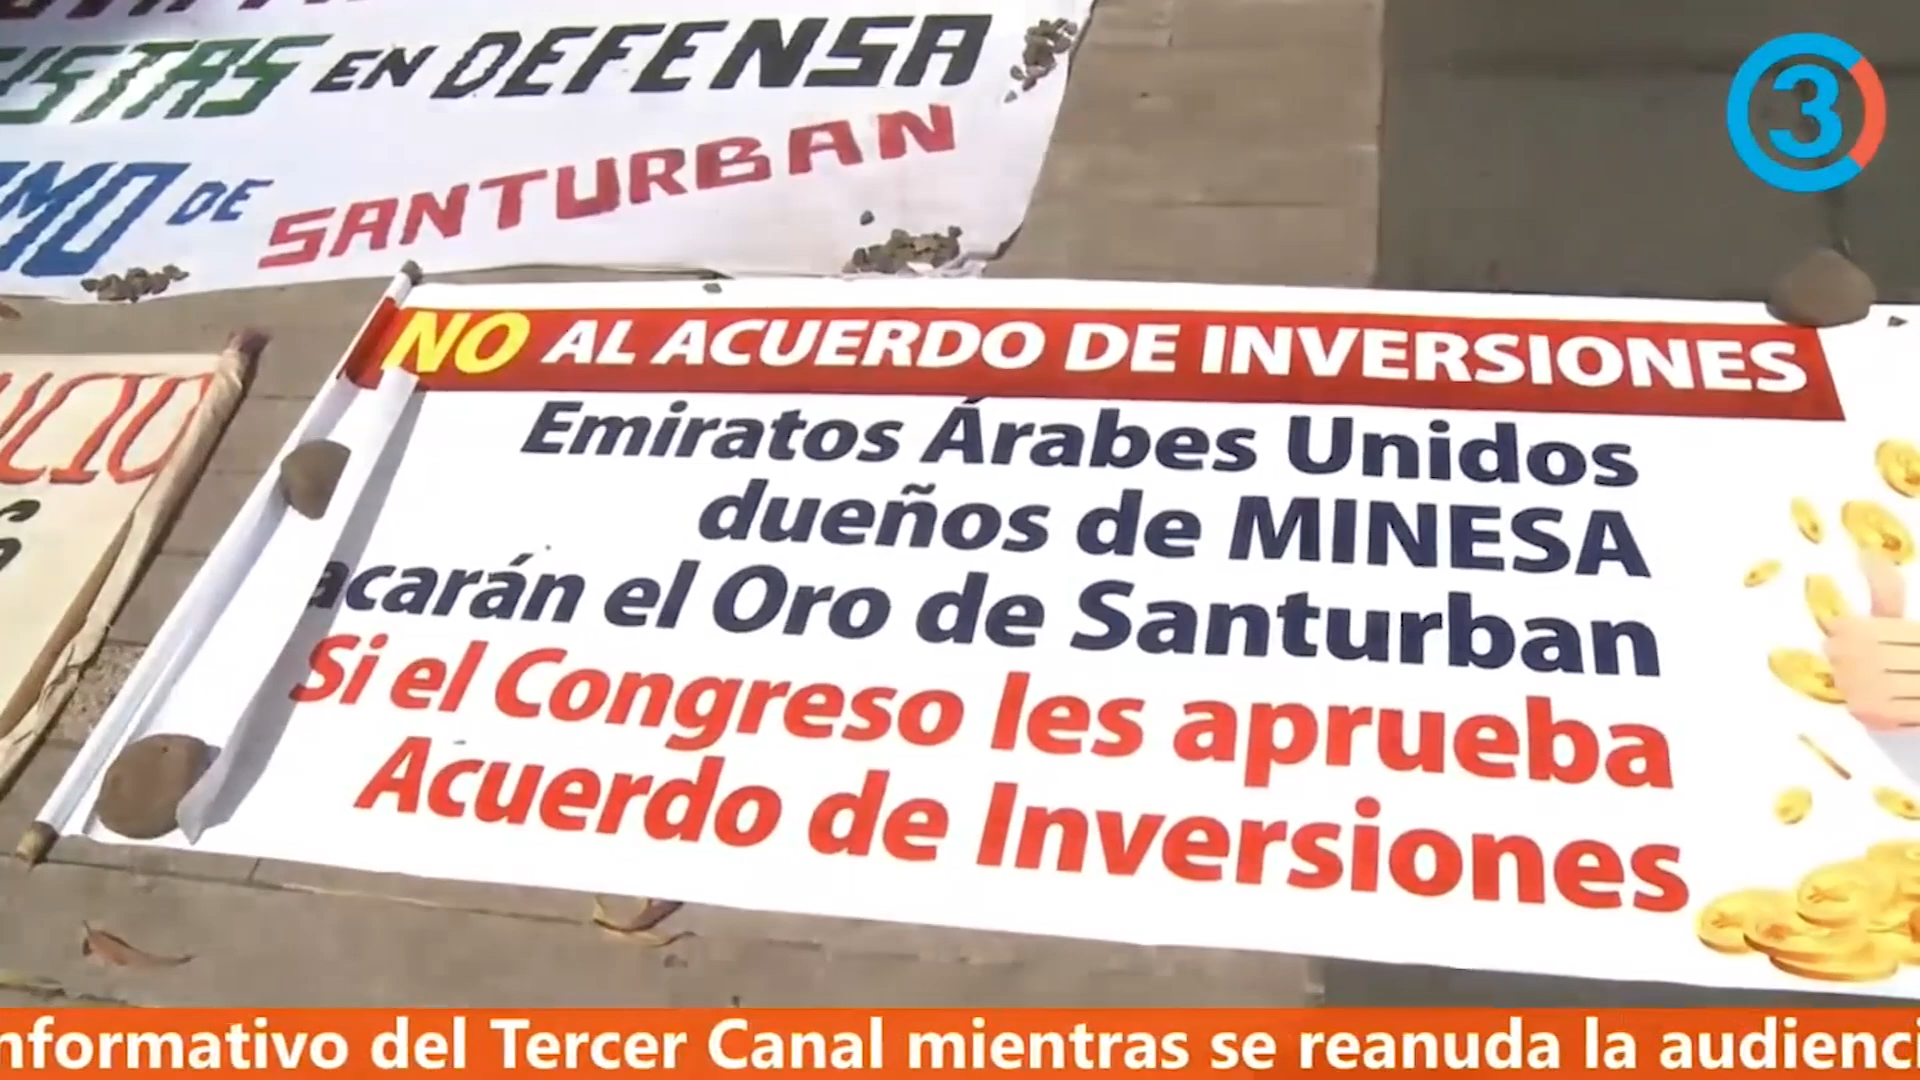 EN DEFENSA
DE SANTURBAN
3
NO AL ACUERDO DE INVERSIONES
Emiratos Árabes Unidos
dueños de MINESA
acarán el Oro de Santurban
Si el Congreso les aprueba
Acuerdo de Inversiones
nformativo del Tercer Canal mientras se reanuda la audienci